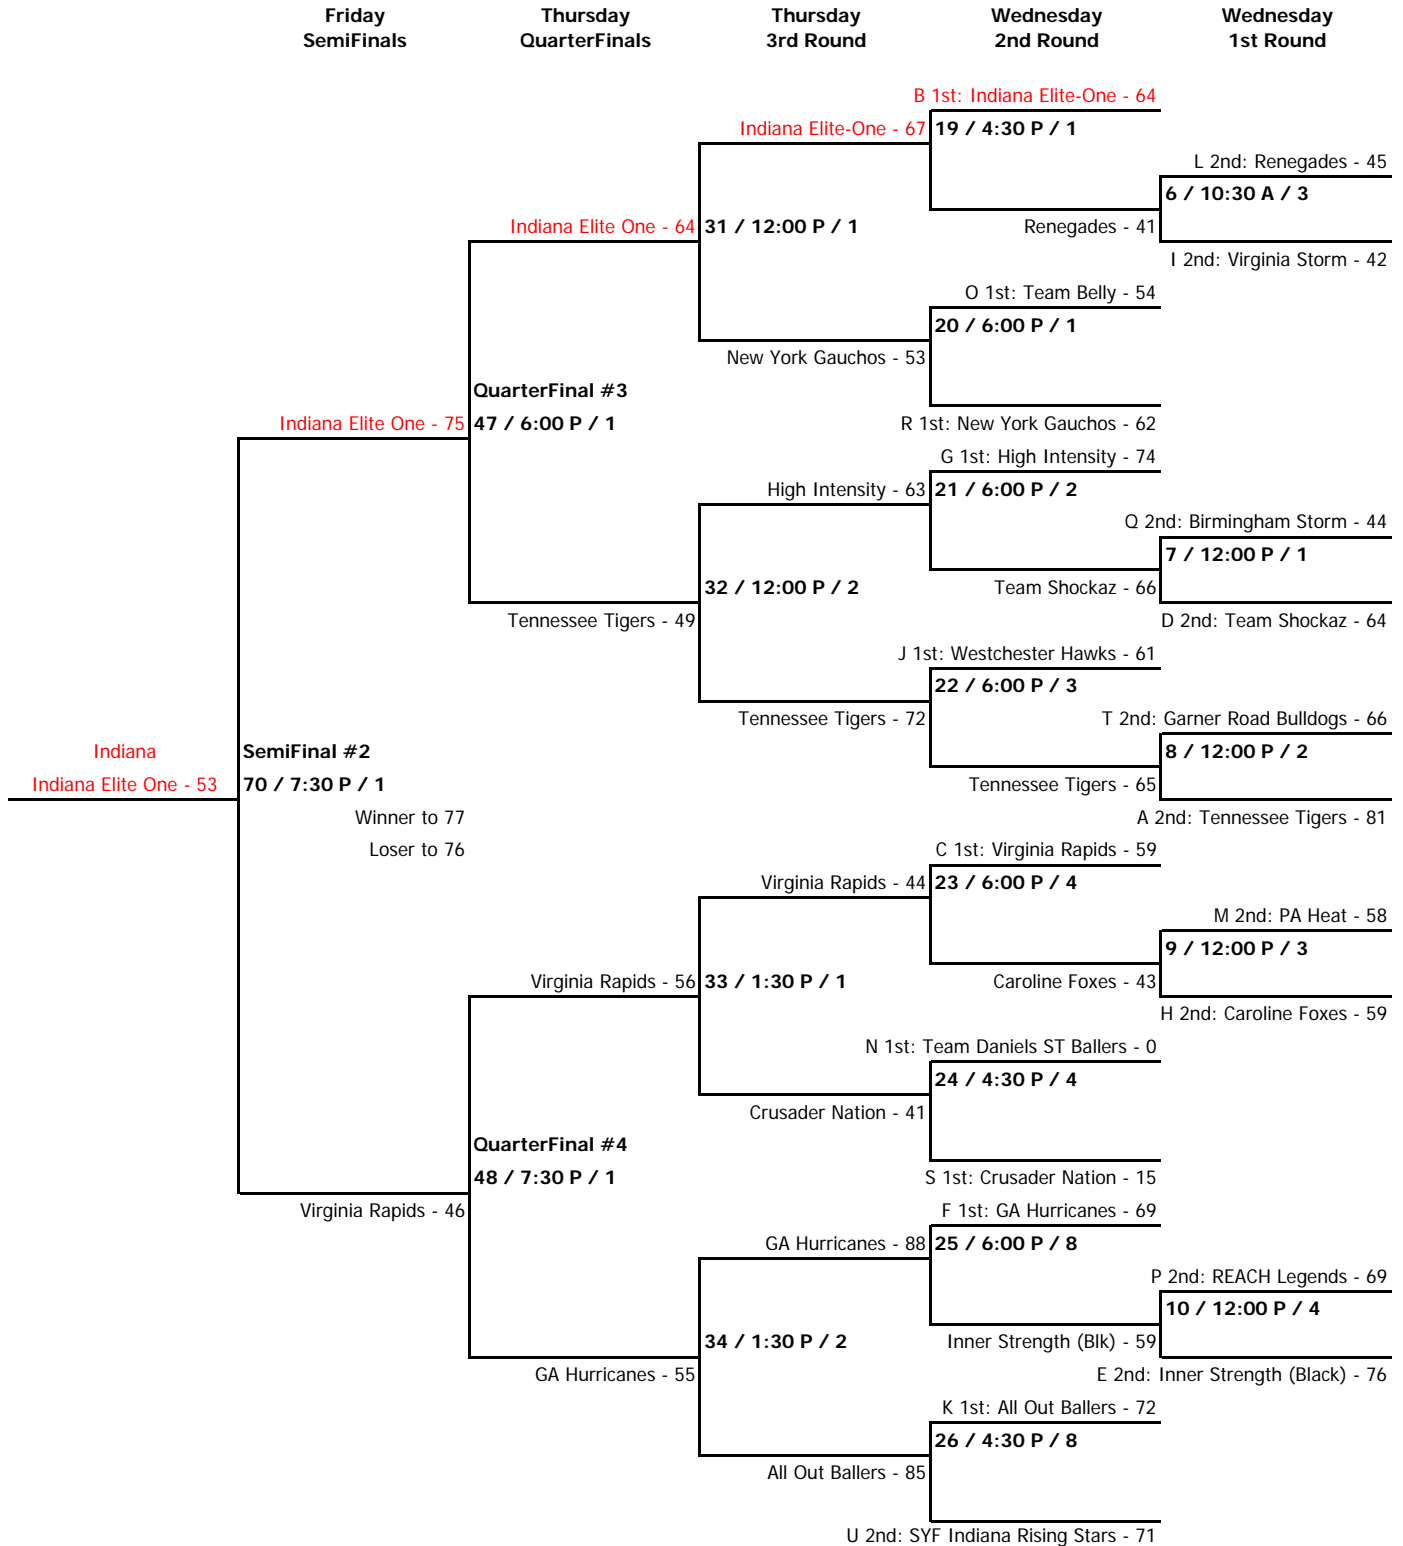 Friday
SemiFinals
Thursday
QuarterFinals
Thursday
3rd Round
Wednesday
2nd Round
Wednesday
1st Round
B 1st: Indiana Elite-One - 64
Indiana Elite-One - 67
19 / 4:30 P / 1
L 2nd: Renegades - 45
6 / 10:30 A / 3
Indiana Elite One - 64
31 / 12:00 P / 1
Renegades - 41
I 2nd: Virginia Storm - 42
O 1st: Team Belly - 54
20 / 6:00 P / 1
New York Gauchos - 53
QuarterFinal #3
Indiana Elite One - 75
47 / 6:00 P / 1
R 1st: New York Gauchos - 62
G 1st: High Intensity - 74
High Intensity - 63
21 / 6:00 P / 2
Q 2nd: Birmingham Storm - 44
7 / 12:00 P / 1
32 / 12:00 P / 2
Team Shockaz - 66
Tennessee Tigers - 49
D 2nd: Team Shockaz - 64
J 1st: Westchester Hawks - 61
22 / 6:00 P / 3
Tennessee Tigers - 72
T 2nd: Garner Road Bulldogs - 66
Indiana
SemiFinal #2
8 / 12:00 P / 2
Indiana Elite One - 53
70 / 7:30 P / 1
Tennessee Tigers - 65
Winner to 77
A 2nd: Tennessee Tigers - 81
Loser to 76
C 1st: Virginia Rapids - 59
Virginia Rapids - 44
23 / 6:00 P / 4
M 2nd: PA Heat - 58
9 / 12:00 P / 3
Virginia Rapids - 56
33 / 1:30 P / 1
Caroline Foxes - 43
H 2nd: Caroline Foxes - 59
N 1st: Team Daniels ST Ballers - 0
24 / 4:30 P / 4
Crusader Nation - 41
QuarterFinal #4
48 / 7:30 P / 1
S 1st: Crusader Nation - 15
Virginia Rapids - 46
F 1st: GA Hurricanes - 69
GA Hurricanes - 88
25 / 6:00 P / 8
P 2nd: REACH Legends - 69
10 / 12:00 P / 4
34 / 1:30 P / 2
Inner Strength (Blk) - 59
GA Hurricanes - 55
E 2nd: Inner Strength (Black) - 76
K 1st: All Out Ballers - 72
26 / 4:30 P / 8
All Out Ballers - 85
U 2nd: SYF Indiana Rising Stars - 71